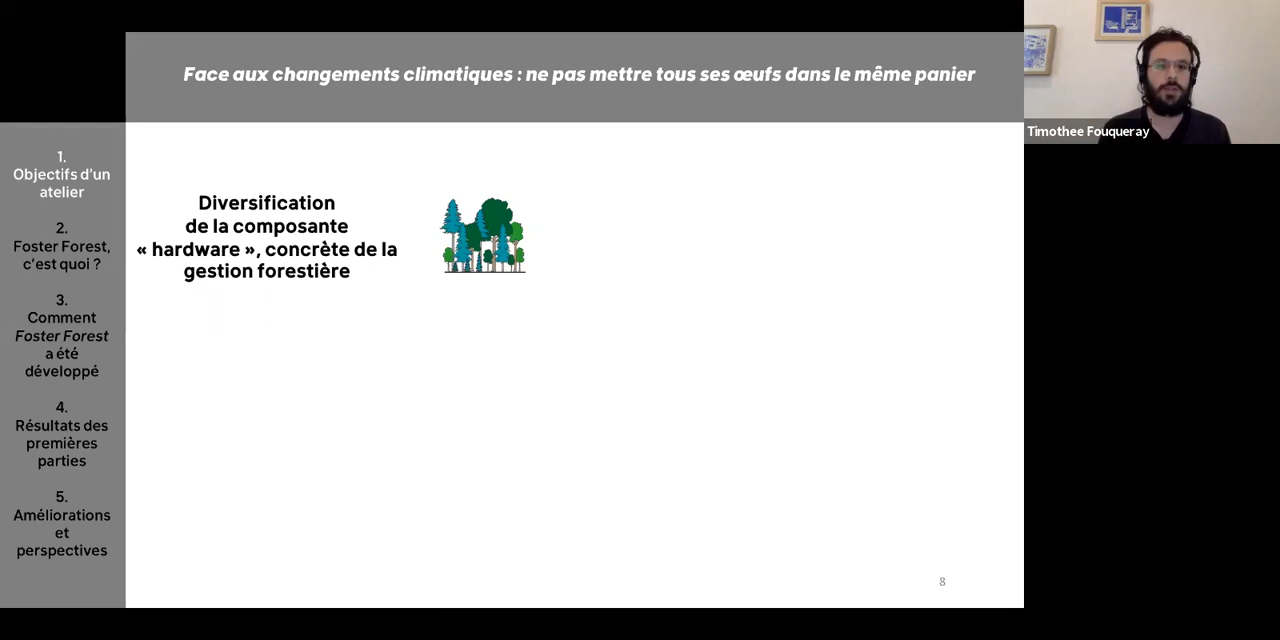 Face aux changements climatiques : ne pas mettre tous ses œufs dans le même panier
Timothee Fouqueray
1.
Objectifs d'un
atelier
2.
Foster Forest,
c'est quoi ?
3.
Comment
Foster Forest
a été
développé
4.
Résultats des
premières
parties
5.
Améliorations
et
perspectives
Diversification
de la composante
« hardware », concrète de la
gestion forestière
8